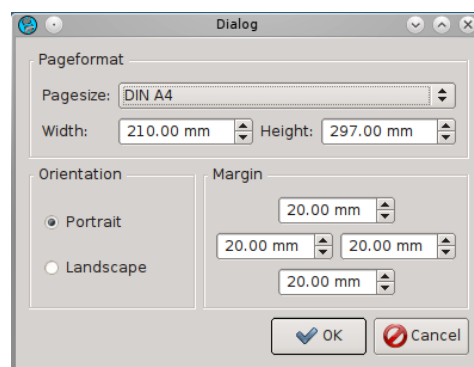 Dialog
Pageformat
Pagesize: DIN A4
Width: 210.00 mm Height: 297.00 mm
Orientation
Portrait
Landscape
Margin
20.00 mm
20.00 mm 20.00 mm
20.00 mm
OK Cancel